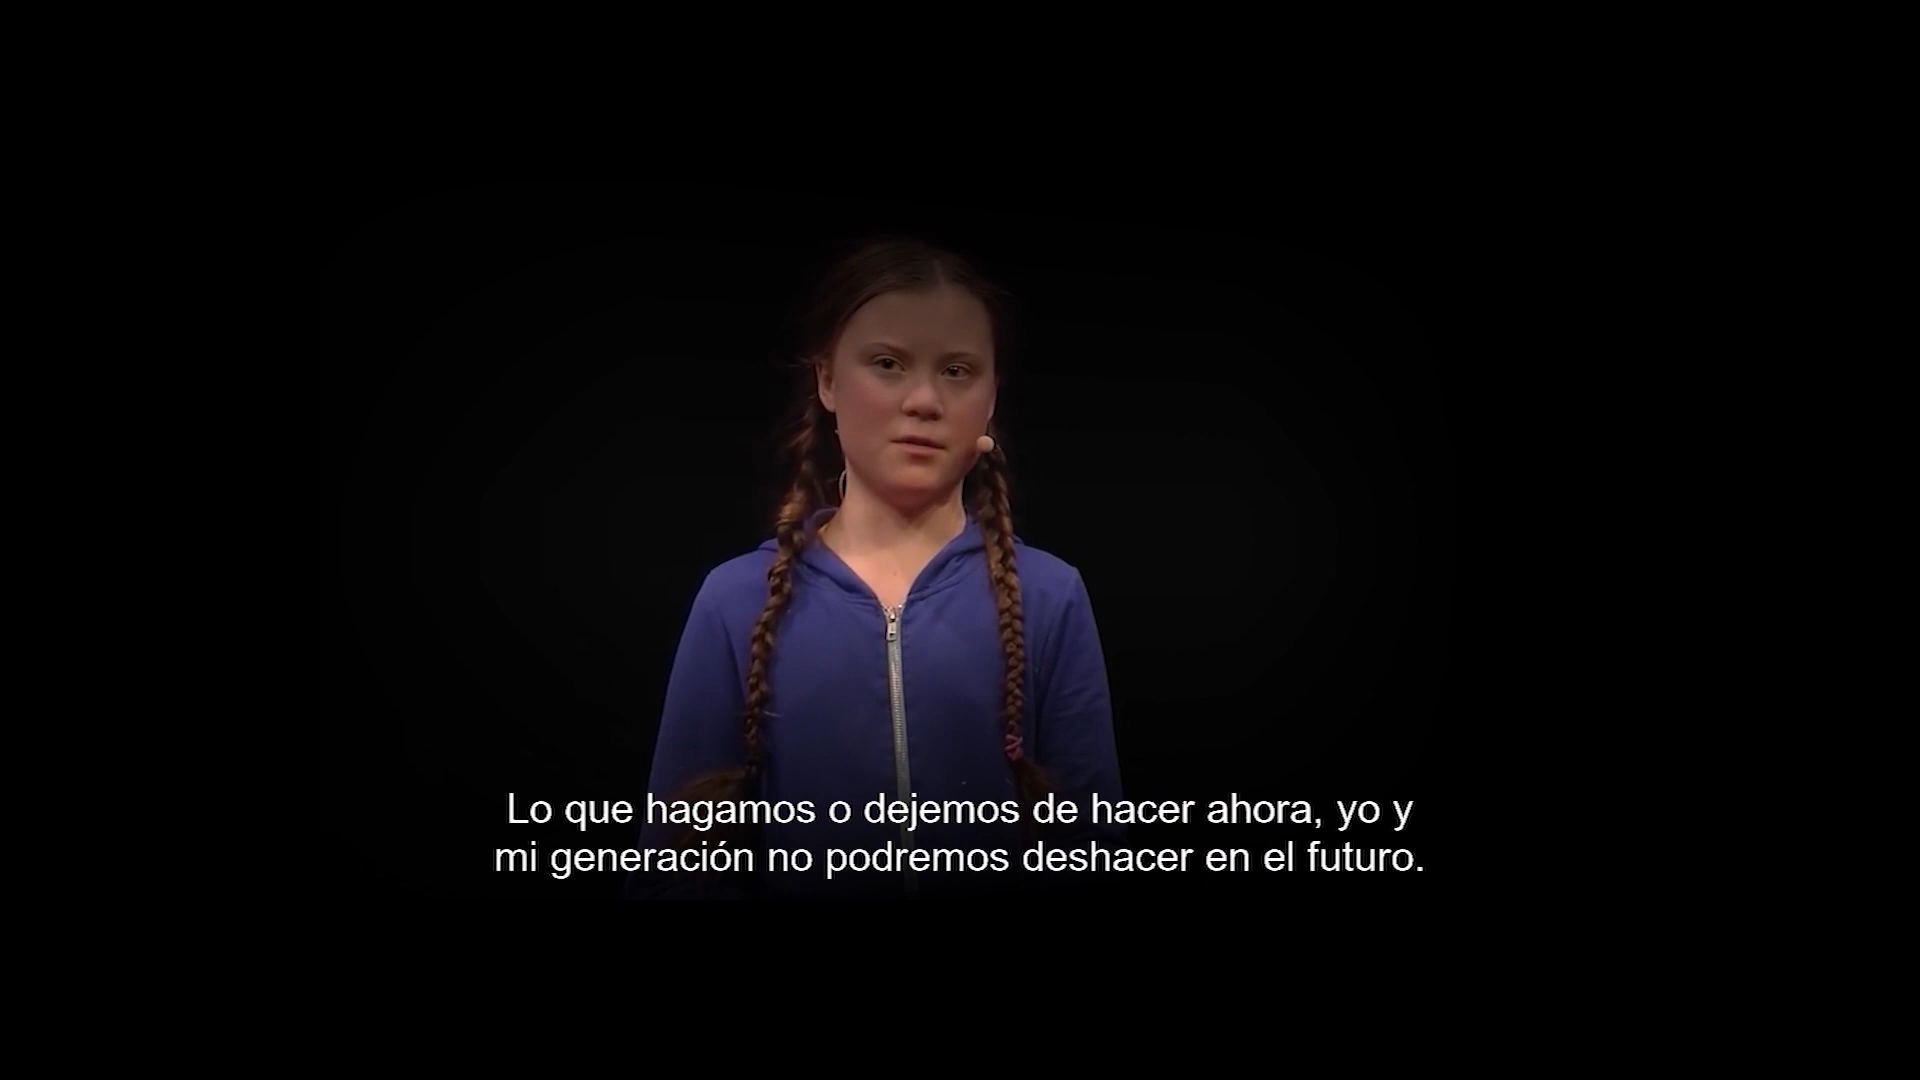 Lo que hagamos o dejemos de hacer ahora, yo y
mi generación no podremos deshacer en el futuro.